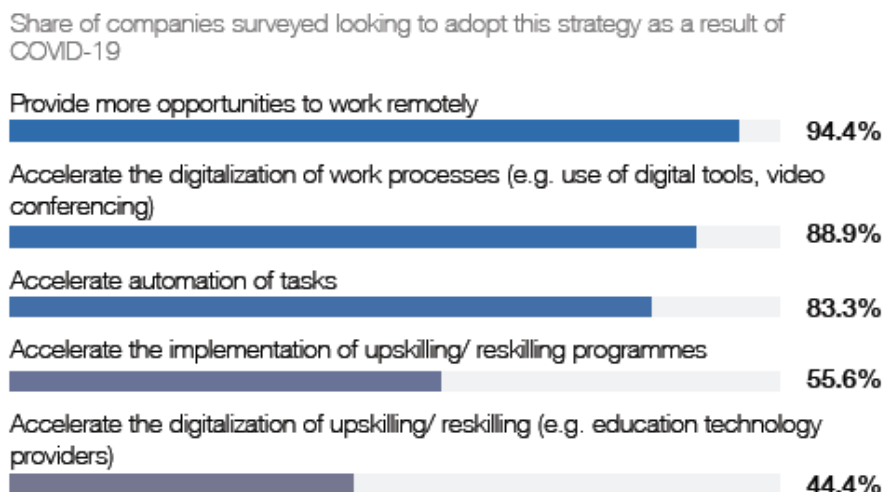 Share of companies surveyed looking to adopt this strategy as a result of
COVID-19
Provide more opportunities to work remotely
94.4%
Accelerate the digitalization of work processes (e.g. use of digital tools, video
conferencing)
88.9%
Accelerate automation of tasks
83.3%
Accelerate the implementation of upskilling/ reskilling programmes
55.6%
Accelerate the digitalization of upskilling/ reskilling (e.g. education technology
providers)
44.4%